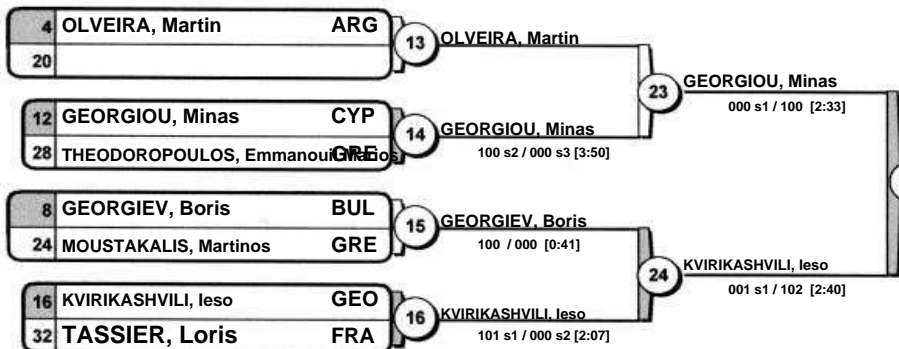 4 OLVEIRA, Martin ARG
20
13
OLVEIRA, Martin
12 GEORGIOU, Minas CYP
28 THEODOROPOULOS, Emmanouil Marios GRE
14
GEORGIOU, Minas
100 s2 / 000 s3 [3:50]
23
GEORGIOU, Minas
000 s1 / 100 [2:33]
8 GEORGIEV, Boris BUL
24 MOUSTAKALIS, Martinos GRE
15
GEORGIEV, Boris
100 / 000 [0:41]
16 KVIRIKASHVILI, Ieso GEO
32 TASSIER, Loris FRA
16
KVIRIKASHVILI, Ieso
101 s1 / 000 s2 [2:07]
24
KVIRIKASHVILI, Ieso
001 s1 / 102 [2:40]